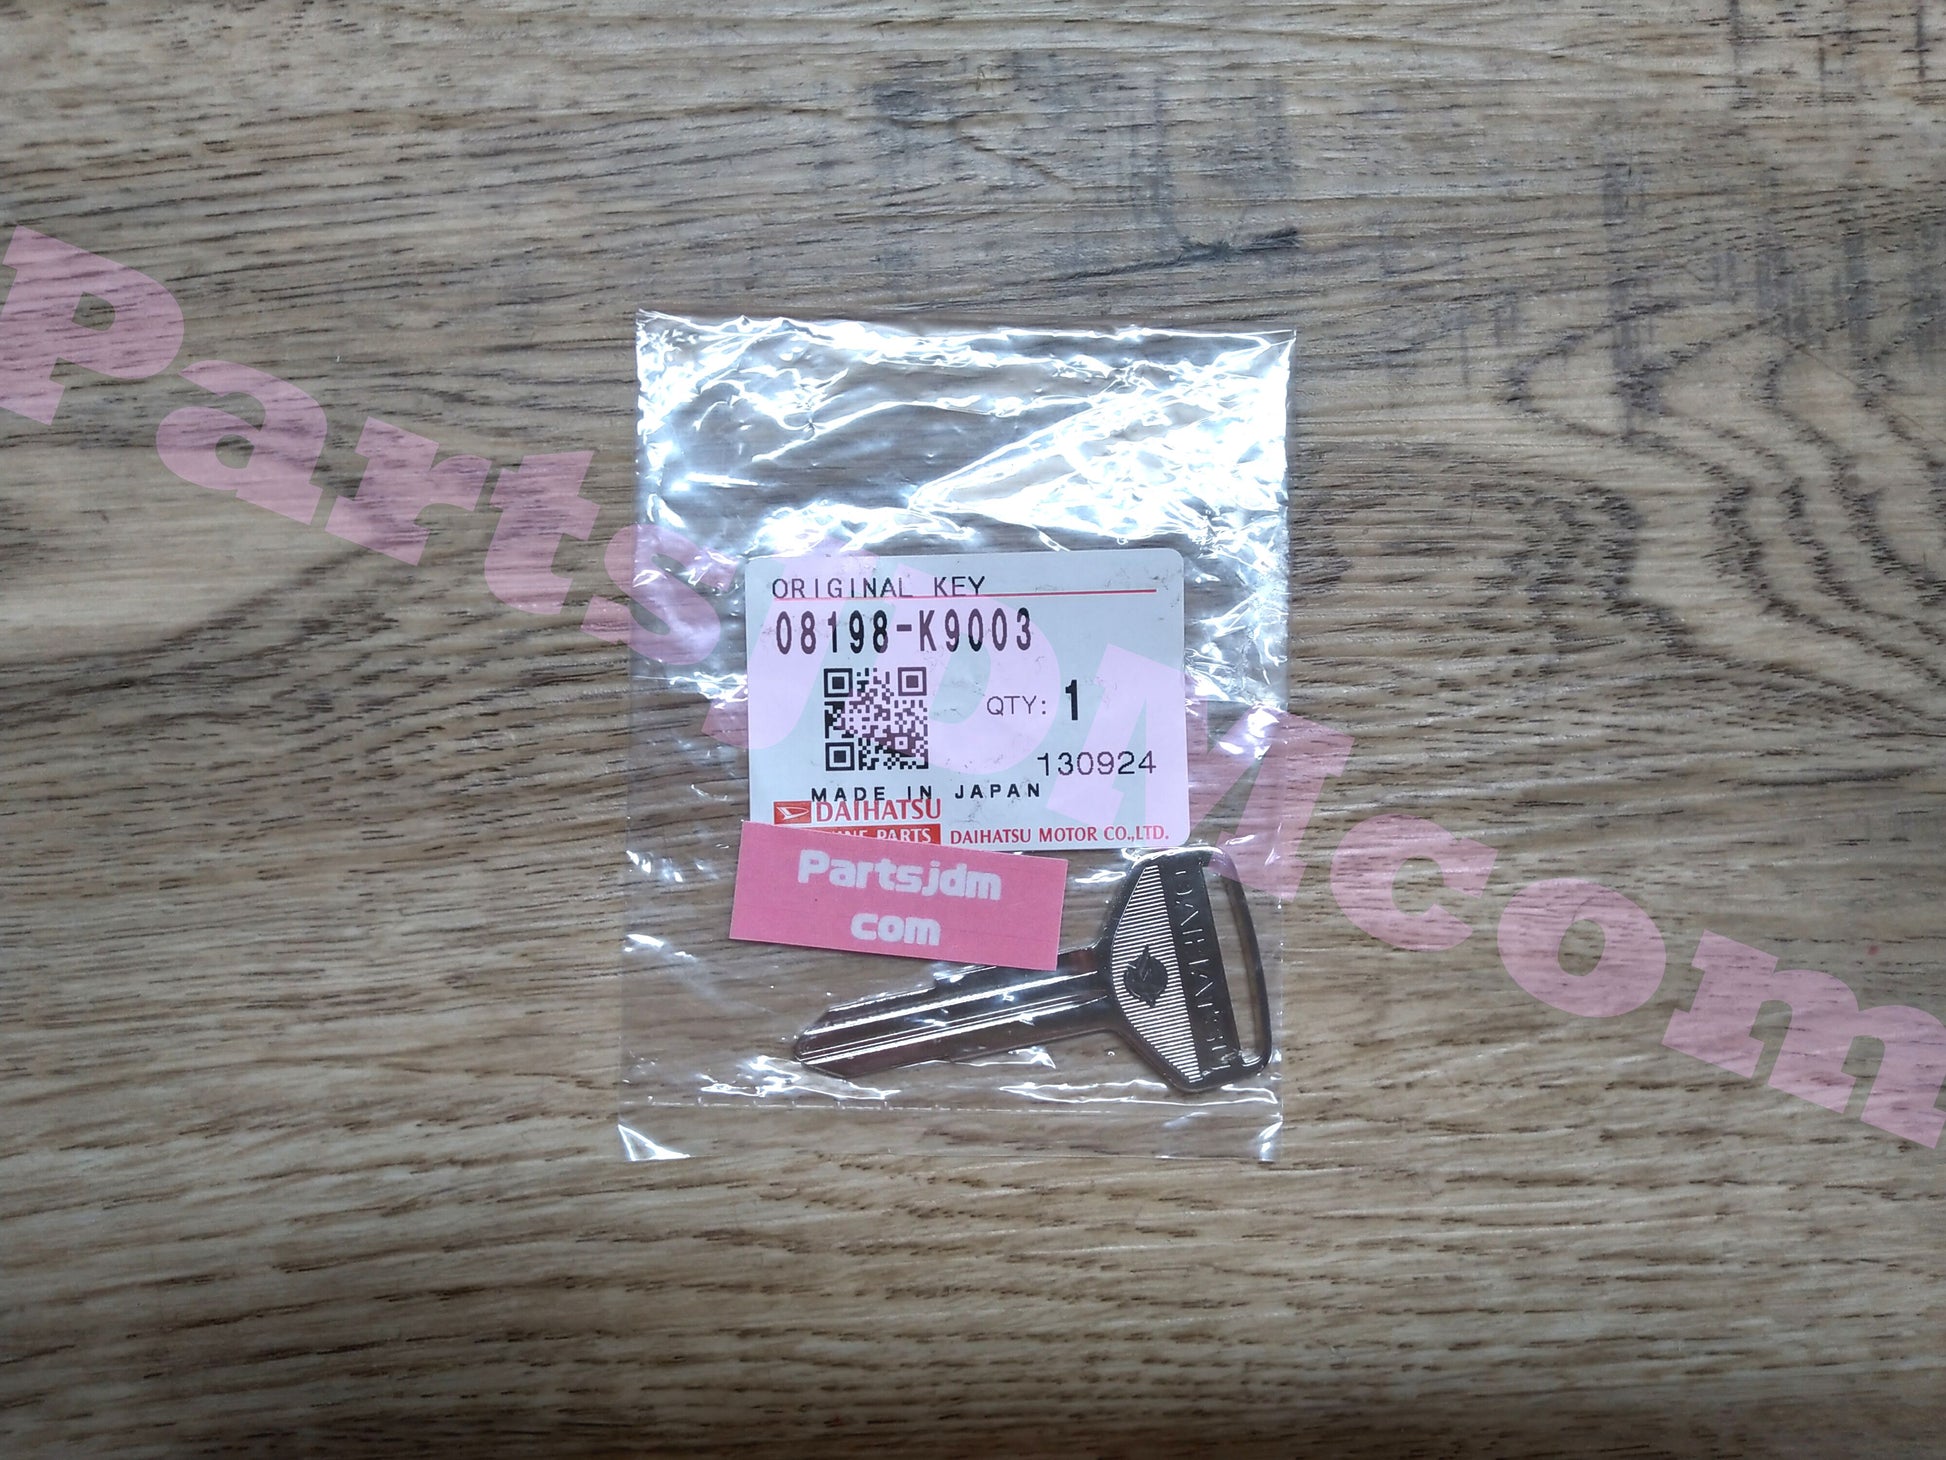 PartsJDMcom
ORIGINAL KEY
08198-K9003
QTY: 1
130924
MADE IN JAPAN
DAIHATSU
PARTS
DAIHATSU MOTOR CO.,LTD.
Partsjdm
com
DAIHATSU